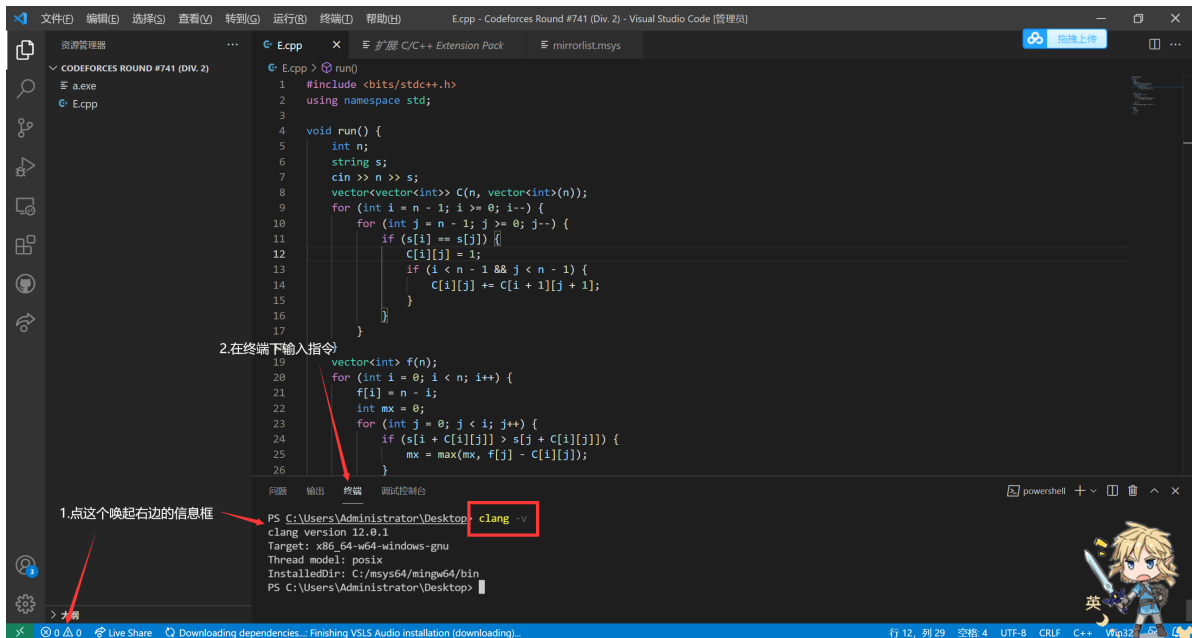 文件(F) 编辑(E) 选择(S) 查看(V) 转到(G) 运行(R) 终端(T) 帮助(H) E.cpp - Codeforces Round #741 (Div. 2) - Visual Studio Code [管理员]
资源管理器 ···
CODEFORCES ROUND #741 (DIV. 2)
a.exe
E.cpp
E.cpp 扩展 C/C++ Extension Pack mirrorlist.msys
拖拽上传
E.cpp > run()
1 #include <bits/stdc++.h>
2 using namespace std;
3
4 void run() {
5 int n;
6 string s;
7 cin >> n >> s;
8 vector<vector<int>> C(n, vector<int>(n));
9 for (int i = n - 1; i >= 0; i--) {
10 for (int j = n - 1; j >= 0; j--) {
11 if (s[i] == s[j]) {
12 C[i][j] = 1;
13 if (i < n - 1 && j < n - 1) {
14 C[i][j] += C[i + 1][j + 1];
15 }
16 }
17 }
2.在终端下输入指令
}
19 vector<int> f(n);
20 for (int i = 0; i < n; i++) {
21 f[i] = n - i;
22 int mx = 0;
23 for (int j = 0; j < i; j++) {
24 if (s[i + C[i][j]] > s[j + C[i][j]]) {
25 mx = max(mx, f[j] - C[i][j]);
26 }
问题 输出 终端 调试控制台 powershell
1.点这个唤起右边的信息框
PS C:\Users\Administrator\Desktop> clang -v
clang version 12.0.1
Target: x86_64-w64-windows-gnu
Thread model: posix
InstalledDir: C:/msys64/mingw64/bin
PS C:\Users\Administrator\Desktop>
3
英
大纲
0 0 Live Share Downloading dependencies...: Finishing VSLS Audio installation (downloading)... 行 12, 列 29 空格: 4 UTF-8 CRLF C++ Win32